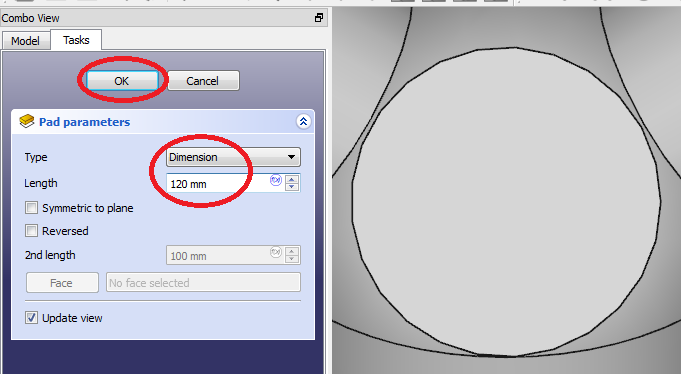 Combo View
Model Tasks
OK Cancel
Pad parameters
Type Dimension
Length 120 mm
Symmetric to plane
Reversed
2nd length 100 mm
Face No face selected
Update view